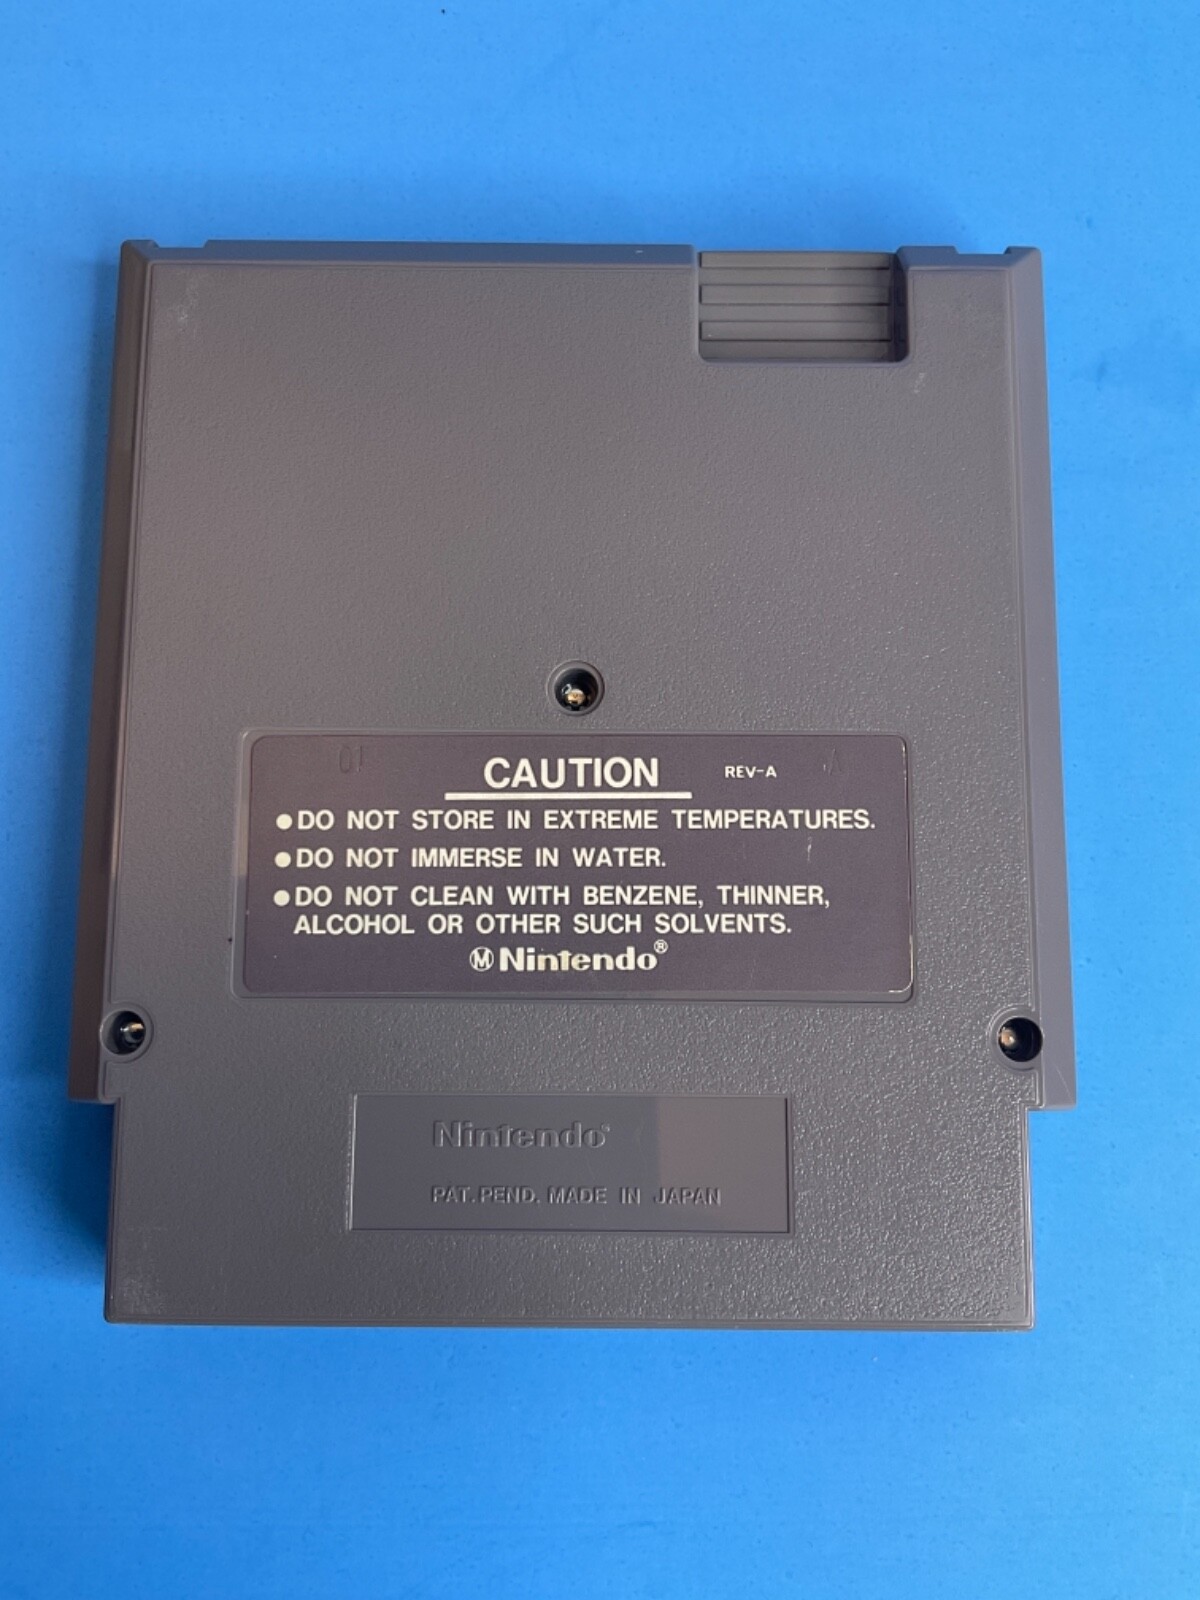 01 A
CAUTION REV-A
●DO NOT STORE IN EXTREME TEMPERATURES.
●DO NOT IMMERSE IN WATER.
●DO NOT CLEAN WITH BENZENE, THINNER,
ALCOHOL OR OTHER SUCH SOLVENTS.
Ⓜ Nintendo®
Nintendo®
PAT. PEND. MADE IN JAPAN